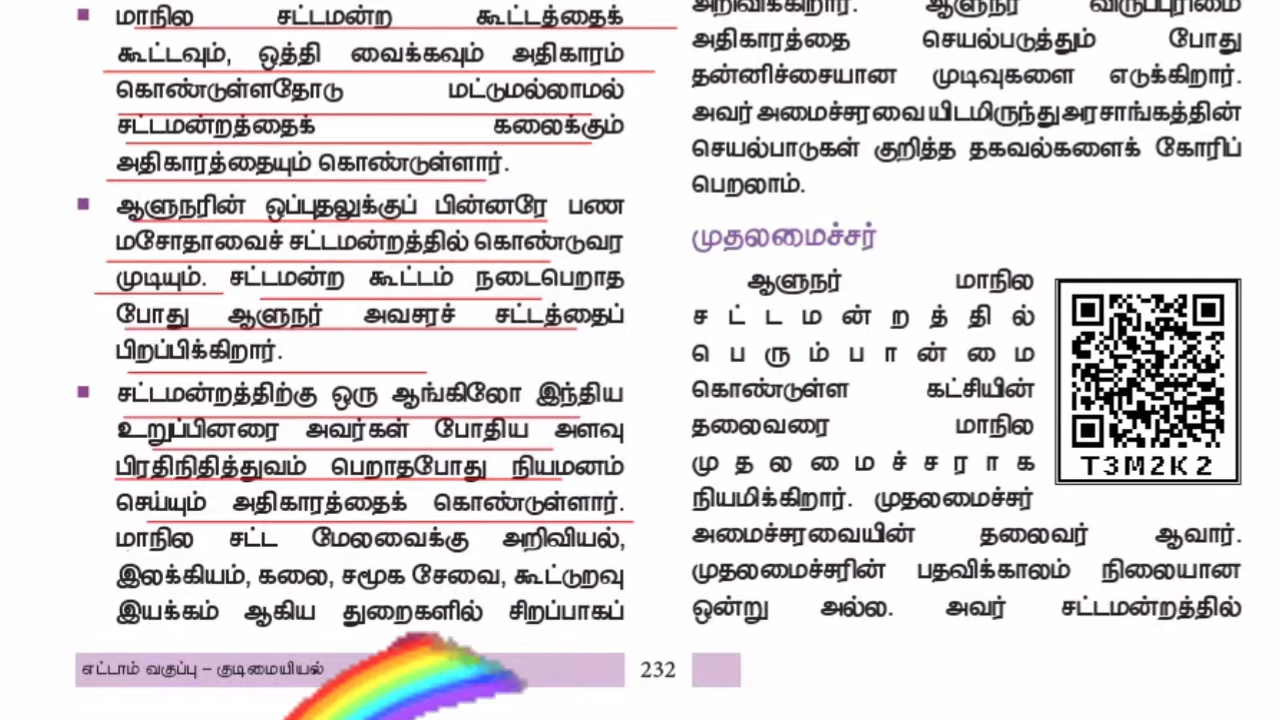 மாநில சட்டமன்ற கூட்டத்தைக்
கூட்டவும், ஒத்தி வைக்கவும் அதிகாரம்
கொண்டுள்ளதோடு மட்டுமல்லாமல்
சட்டமன்றத்தைக் கலைக்கும்
அதிகாரத்தையும் கொண்டுள்ளார்.
ஆளுநரின் ஒப்புதலுக்குப் பின்னரே பண
மசோதாவைச் சட்டமன்றத்தில் கொண்டுவர
முடியும். சட்டமன்ற கூட்டம் நடைபெறாத
போது ஆளுநர் அவசரச் சட்டத்தைப்
பிறப்பிக்கிறார்.
சட்டமன்றத்திற்கு ஒரு ஆங்கிலோ இந்திய
உறுப்பினரை அவர்கள் போதிய அளவு
பிரதிநிதித்துவம் பெறாதபோது நியமனம்
செய்யும் அதிகாரத்தைக் கொண்டுள்ளார்.
மாநில சட்ட மேலவைக்கு அறிவியல்,
இலக்கியம், கலை, சமூக சேவை, கூட்டுறவு
இயக்கம் ஆகிய துறைகளில் சிறப்பாகப்
அறிவிக்கிறார். ஆளுநர் விருப்புரிமை
அதிகாரத்தை செயல்படுத்தும் போது
தன்னிச்சையான முடிவுகளை எடுக்கிறார்.
அவர் அமைச்சரவையிடமிருந்து அரசாங்கத்தின்
செயல்பாடுகள் குறித்த தகவல்களைக் கோரிப்
பெறலாம்.
முதலமைச்சர்
ஆளுநர் மாநில
சட்டமன்றத்தில்
பெரும்பான்மை
கொண்டுள்ள கட்சியின்
தலைவரை மாநில
முதலமைச்சராக
நியமிக்கிறார். முதலமைச்சர்
அமைச்சரவையின் தலைவர் ஆவார்.
முதலமைச்சரின் பதவிக்காலம் நிலையான
ஒன்று அல்ல. அவர் சட்டமன்றத்தில்
T3M2K2
எட்டாம் வகுப்பு – குடிமையியல்
232